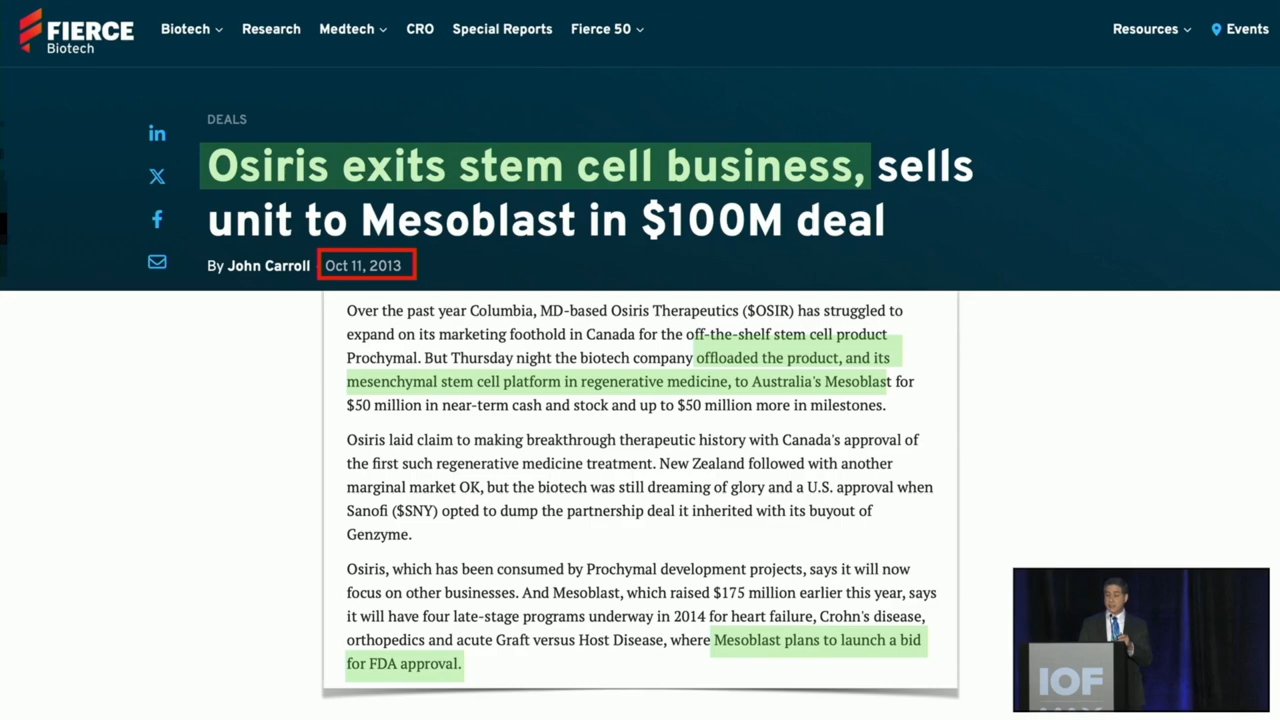 FIERCE
Biotech
Biotech
Research
Medtech
CRO
Special Reports
Fierce 50
Resources
Events
DEALS
Osiris exits stem cell business, sells
unit to Mesoblast in $100M deal
By John Carroll Oct 11, 2013
Over the past year Columbia, MD-based Osiris Therapeutics ($OSIR) has struggled to
expand on its marketing foothold in Canada for the off-the-shelf stem cell product
Prochymal. But Thursday night the biotech company offloaded the product, and its
mesenchymal stem cell platform in regenerative medicine, to Australia's Mesoblast for
$50 million in near-term cash and stock and up to $50 million more in milestones.
Osiris laid claim to making breakthrough therapeutic history with Canada's approval of
the first such regenerative medicine treatment. New Zealand followed with another
marginal market OK, but the biotech was still dreaming of glory and a U.S. approval when
Sanofi ($SNY) opted to dump the partnership deal it inherited with its buyout of
Genzyme.
Osiris, which has been consumed by Prochymal development projects, says it will now
focus on other businesses. And Mesoblast, which raised $175 million earlier this year, says
it will have four late-stage programs underway in 2014 for heart failure, Crohn's disease,
orthopedics and acute Graft versus Host Disease, where Mesoblast plans to launch a bid
for FDA approval.
IOF